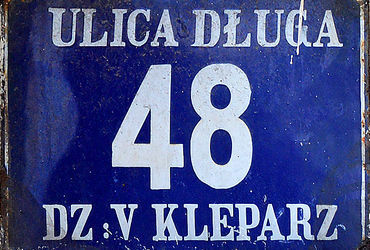 ULICA DŁUGA
48
DZ: V KLEPARZ